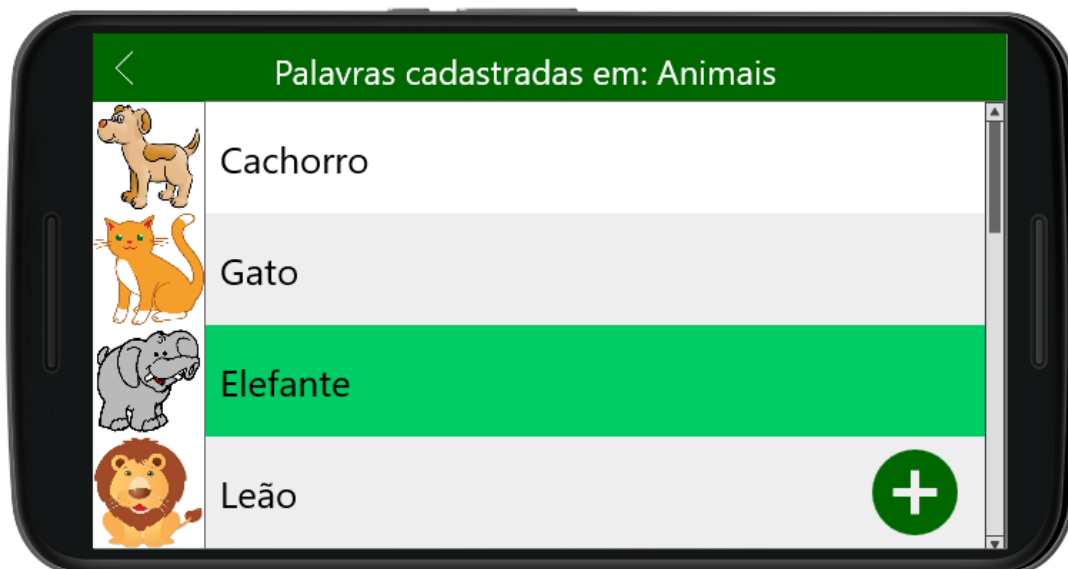 Palavras cadastradas em: Animais
Cachorro
Gato
Elefante
Leão